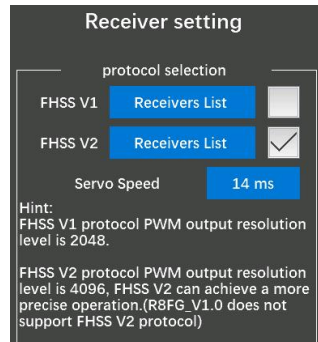 Receiver setting
protocol selection
FHSS V1 Receivers List
FHSS V2 Receivers List
Servo Speed 14 ms
Hint:
FHSS V1 protocol PWM output resolution
level is 2048.
FHSS V2 protocol PWM output resolution
level is 4096, FHSS V2 can achieve a more
precise operation.(R8FG_V1.0 does not
support FHSS V2 protocol)